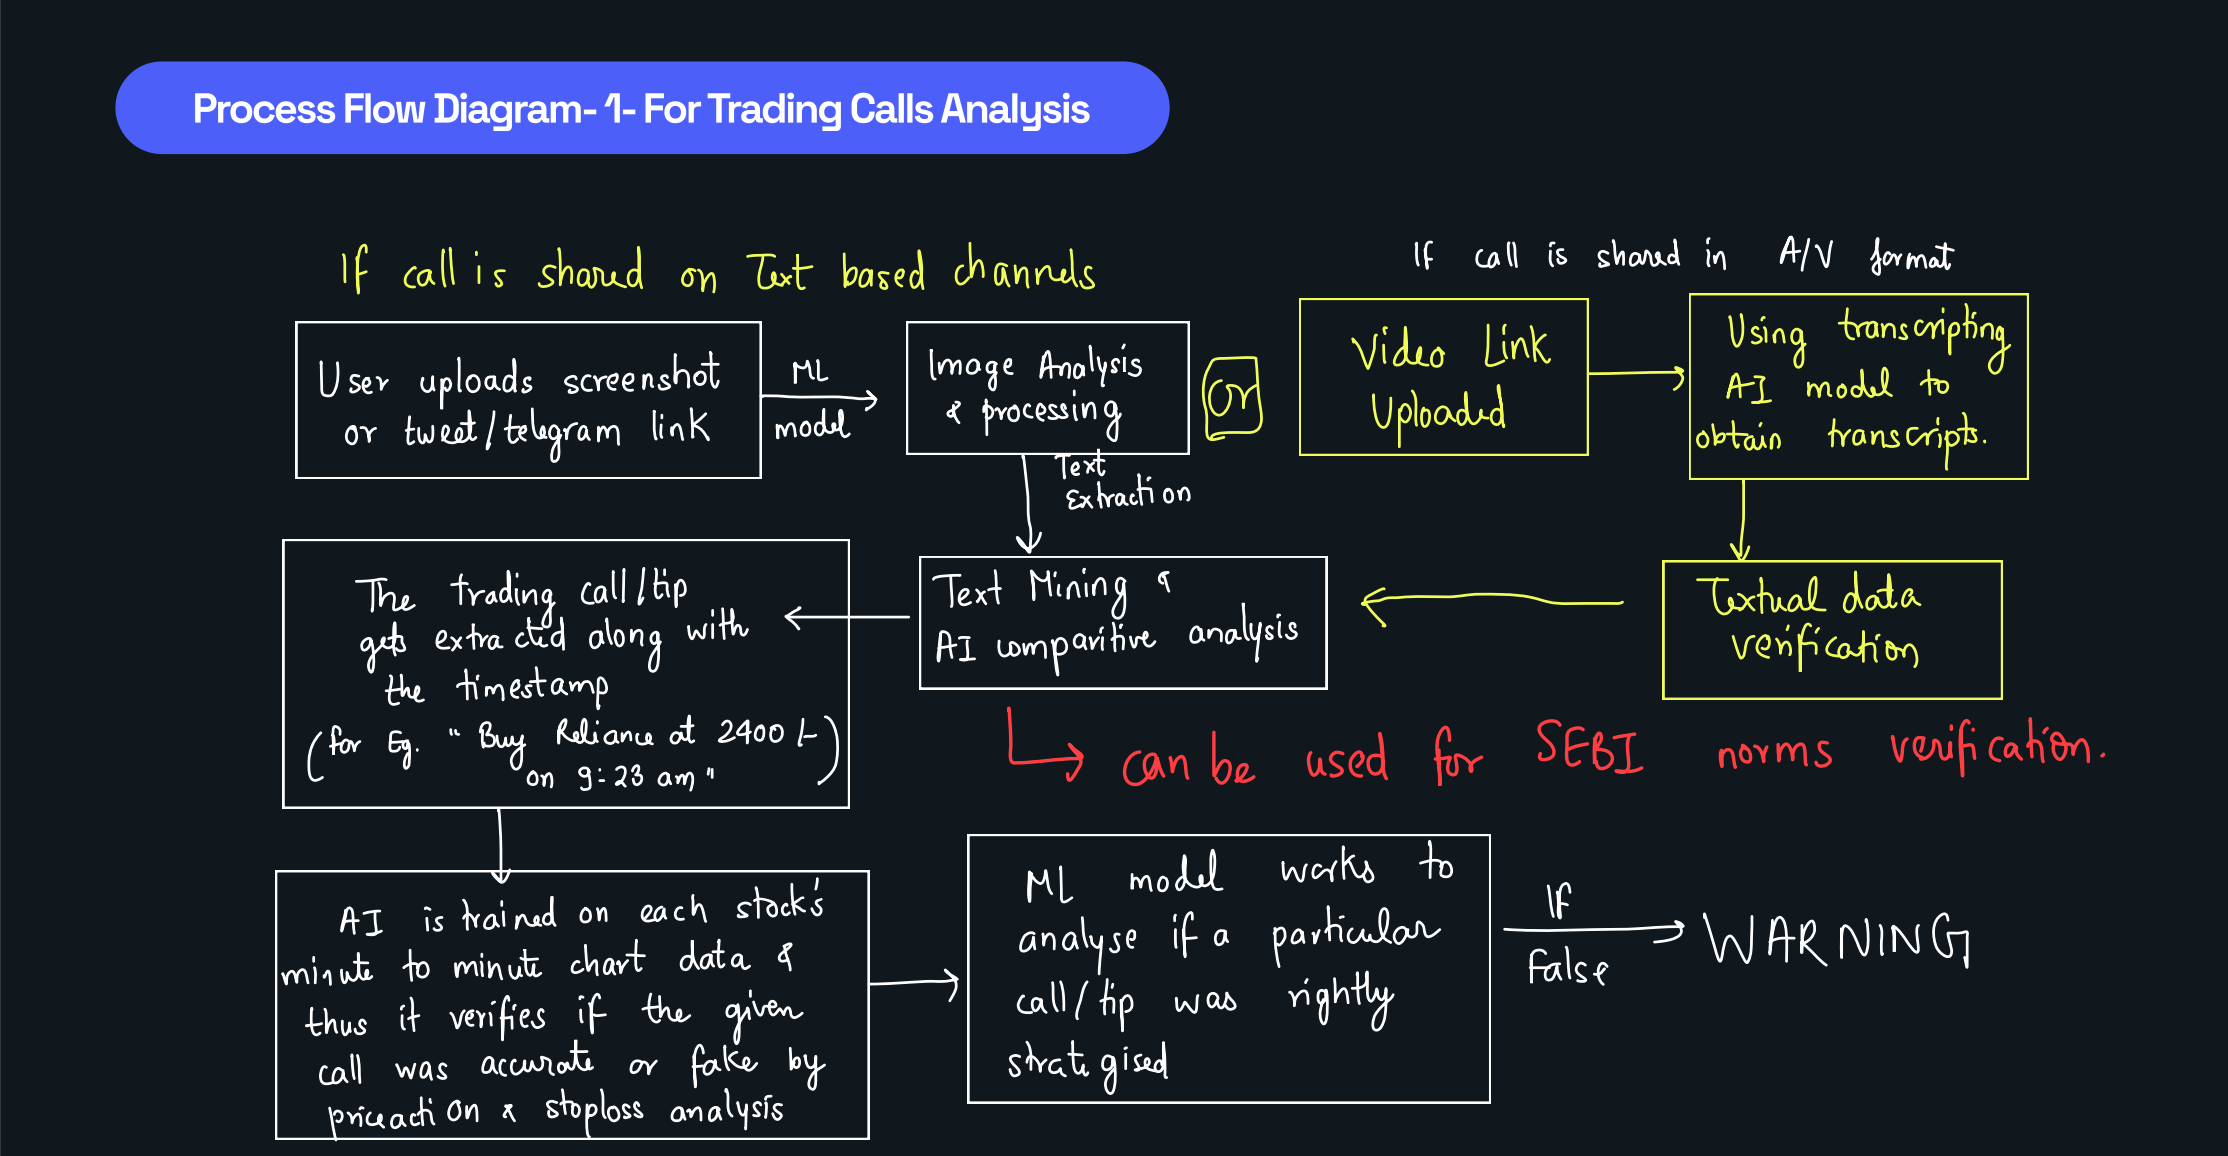 Process Flow Diagram- 1- For Trading Calls Analysis
If call is shared on Text based channels
User uploads screenshot
or tweet/telegram link
ML
model
Image Analysis
& processing
or
If call is shared in A/V format
Video Link
Uploaded
Using transcripting
AI model to
obtain transcripts.
Text
Extraction
Textual data
verification
Text Mining &
AI comparitive analysis
can be used for SEBI norms verification.
The trading call/tip
gets extracted along with
the timestamp
(for Eg. "Buy Reliance at 2400/-
on 9:23 am")
AI is trained on each stock's
minute to minute chart data &
thus it verifies if the given
call was accurate or fake by
priceaction & stoploss analysis
ML model works to
analyse if a particular
call/tip was rightly
strategised
If
False
WARNING